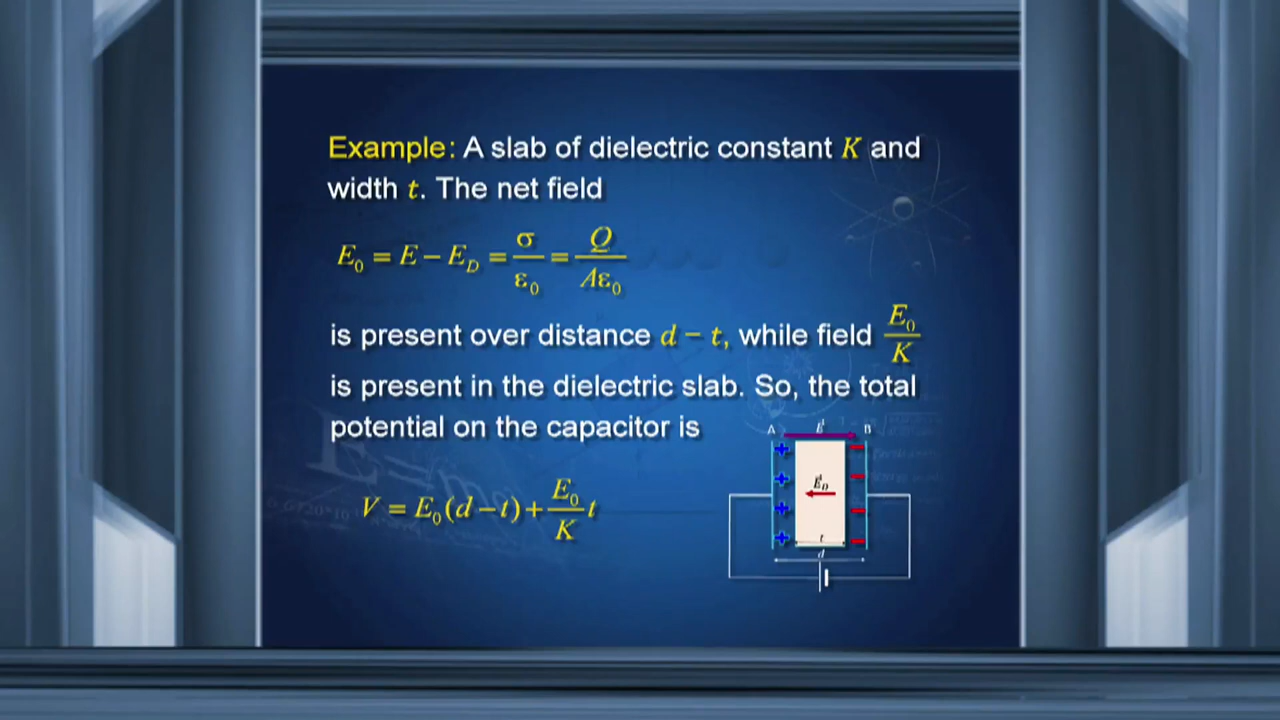 Example: A slab of dielectric constant K and
width t. The net field
E₀ = E − E_D = σ/ε₀ = Q/Aε₀
is present over distance d − t, while field E₀/K
is present in the dielectric slab. So, the total
potential on the capacitor is
V = E₀(d − t) + E₀/K t
A E B
E_D
t
d